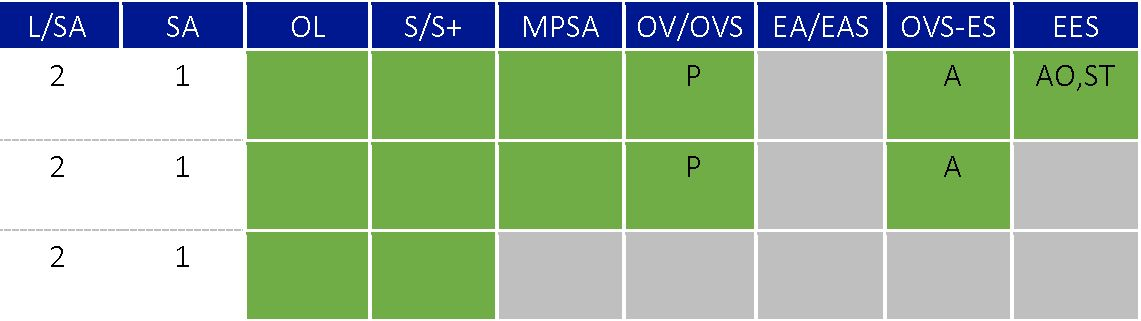 L/SA SA OL S/S+ MPSA OV/OVS EA/EAS OVS-ES EES
2 1 P A AO,ST
2 1 P A
2 1